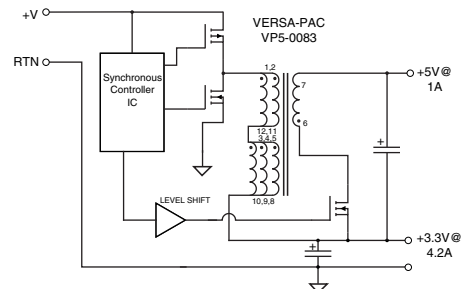 +V
VERSA-PAC
VP5-0083
RTN
Synchronous
Controller
IC
1,2
7
+5V@
1A
12,11
3,4,5
6
10,9,8
LEVEL SHIFT
+
+
+3.3V@
4.2A